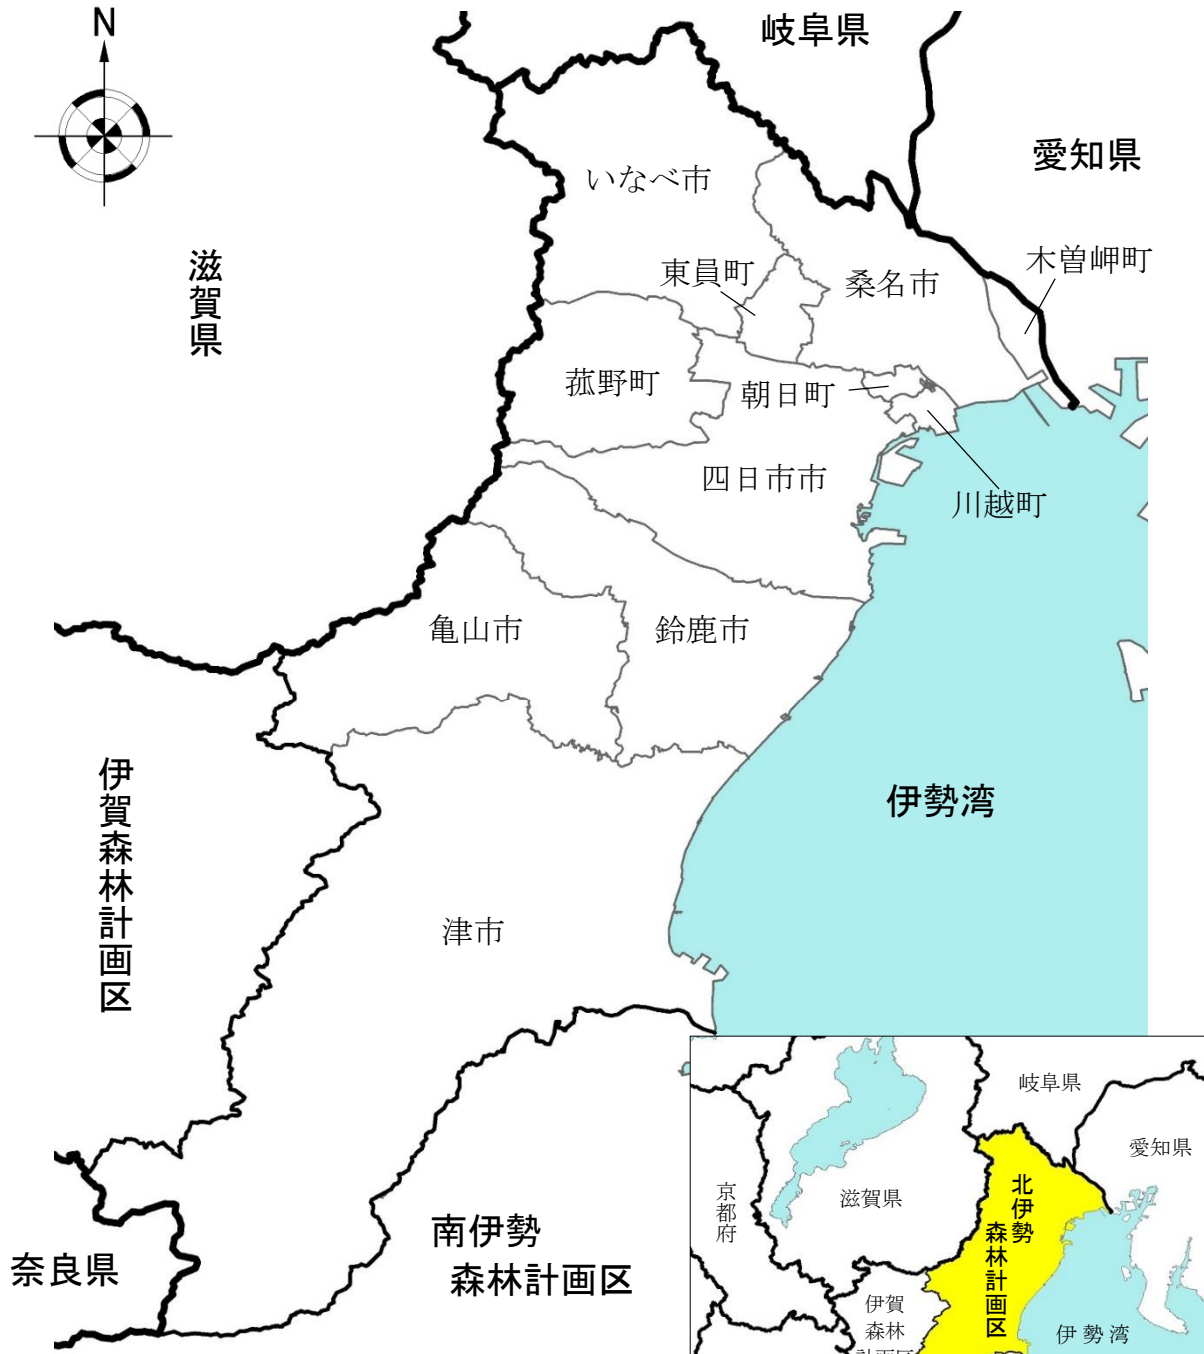 N
岐阜県
愛知県
いなべ市
滋賀県
東員町
桑名市
木曽岬町
菰野町
朝日町
四日市市
川越町
亀山市
鈴鹿市
伊賀森林計画区
伊勢湾
津市
南伊勢
森林計画区
奈良県
岐阜県
愛知県
京都府
滋賀県
北伊勢
森林計画区
伊賀
森林
計画区
伊勢湾